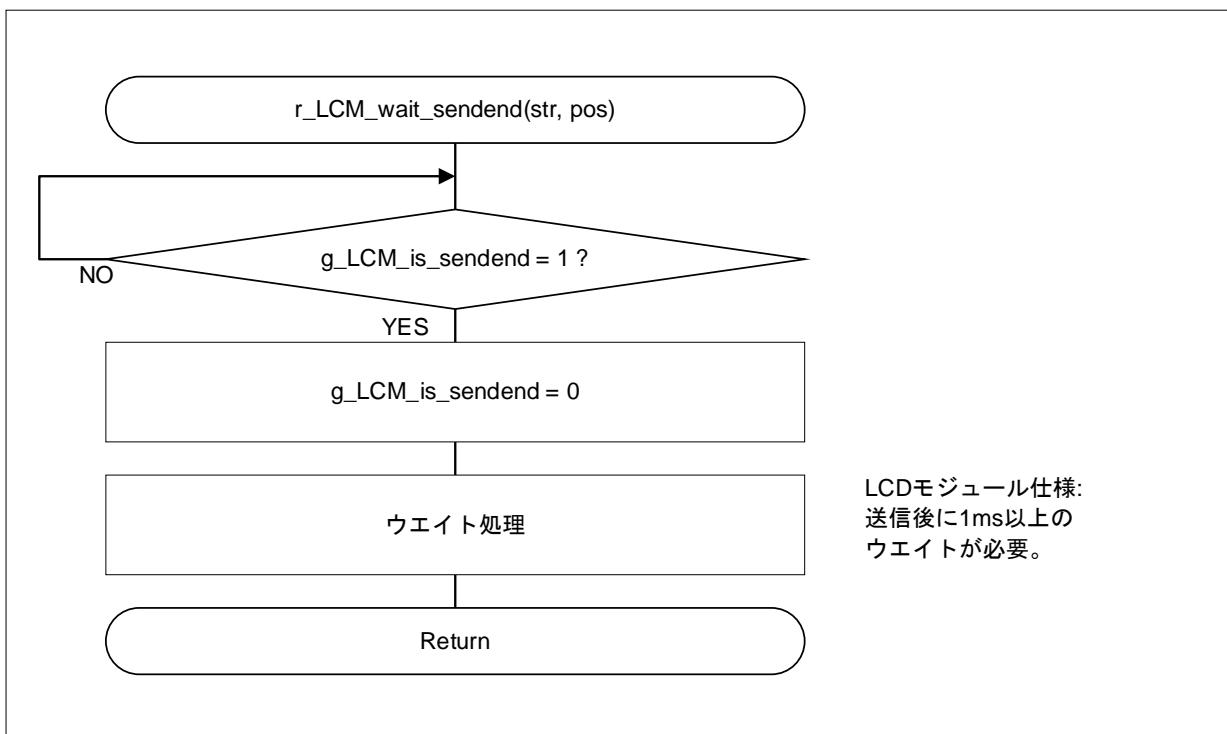 r_LCM_wait_sendend(str, pos)
g_LCM_is_sendend = 1 ?
NO
YES
g_LCM_is_sendend = 0
ウエイト処理
LCDモジュール仕様:
送信後に1ms以上の
ウエイトが必要。
Return